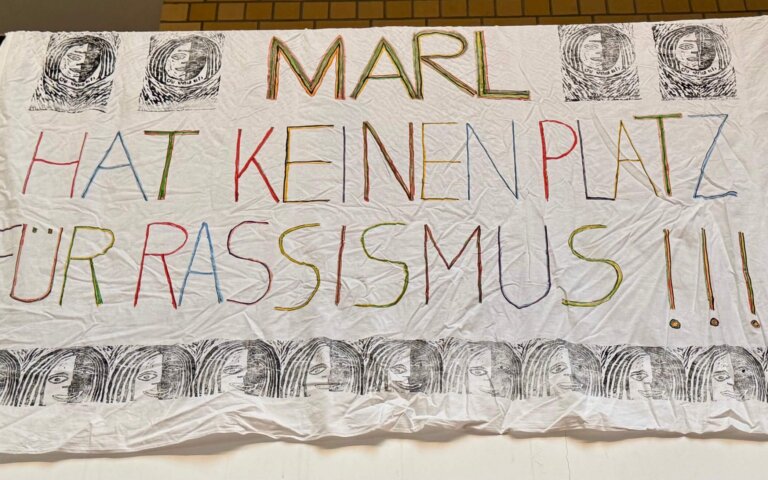 MARL
HAT KEINEN PLATZ
FÜR RASSISMUS !!!